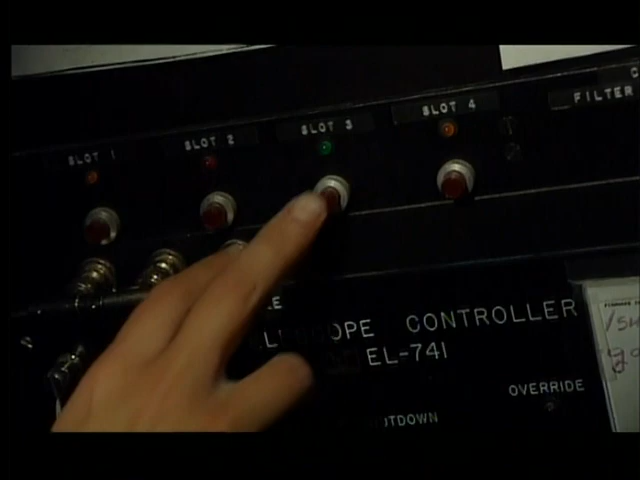 SLOT 1
SLOT 2
SLOT 3
SLOT 4
FILTER
CONTROLLER
EL-741
OVERRIDE